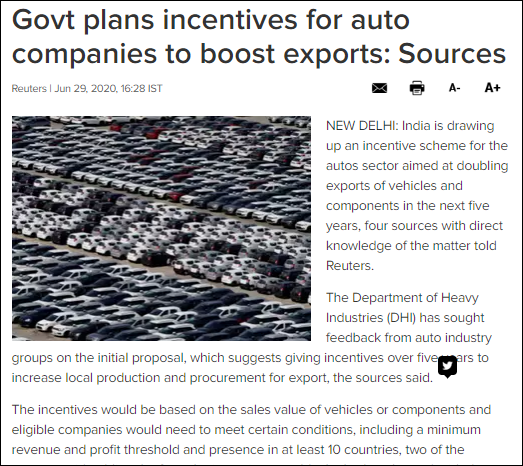 Govt plans incentives for auto
companies to boost exports: Sources
Reuters | Jun 29, 2020, 16:28 IST
A- A+
NEW DELHI: India is drawing
up an incentive scheme for the
autos sector aimed at doubling
exports of vehicles and
components in the next five
years, four sources with direct
knowledge of the matter told
Reuters.
The Department of Heavy
Industries (DHI) has sought
feedback from auto industry
groups on the initial proposal, which suggests giving incentives over five to
increase local production and procurement for export, the sources said.
The incentives would be based on the sales value of vehicles or components and
eligible companies would need to meet certain conditions, including a minimum
revenue and profit threshold and presence in at least 10 countries, two of the